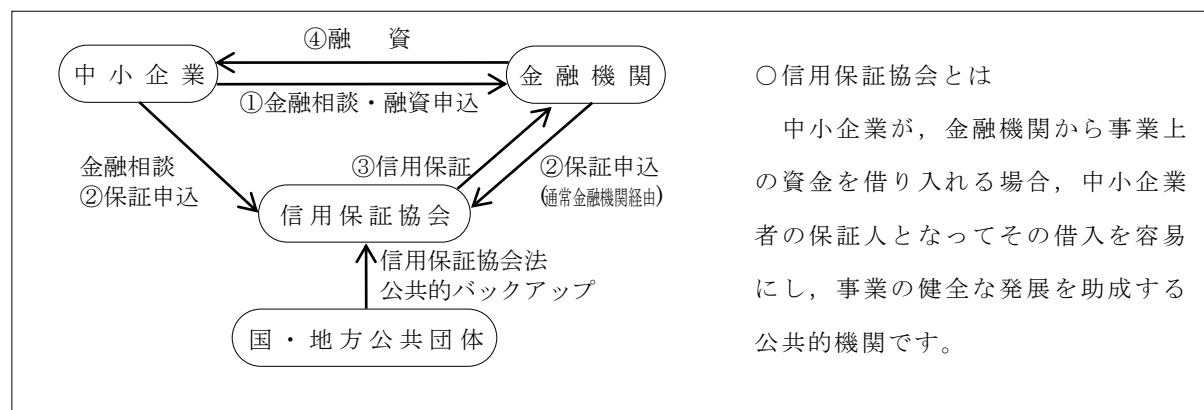 ④融　資
中小企業
金融機関
①金融相談・融資申込
金融相談
②保証申込
③信用保証
②保証申込
(通常金融機関経由)
信用保証協会
信用保証協会法
公共的バックアップ
国・地方公共団体
○信用保証協会とは
　中小企業が，金融機関から事業上
の資金を借り入れる場合，中小企業
者の保証人となってその借入を容易
にし，事業の健全な発展を助成する
公共的機関です。